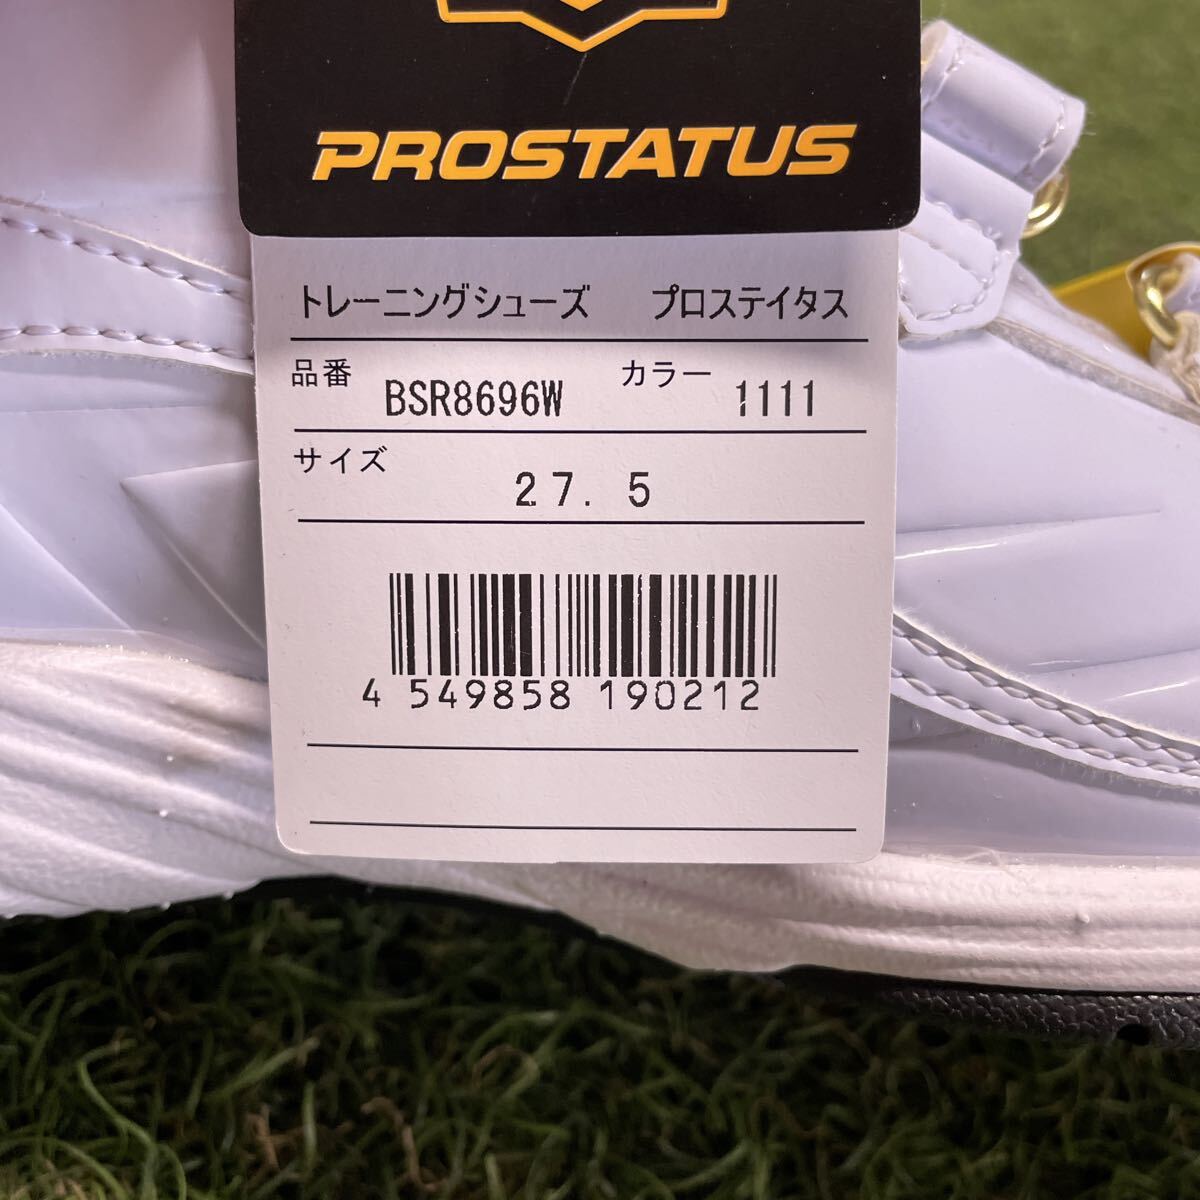 PROSTATUS
トレーニングシューズ プロステイタス
品番 BSR8696W カラー 1111
サイズ 27.5
4 549858 190212